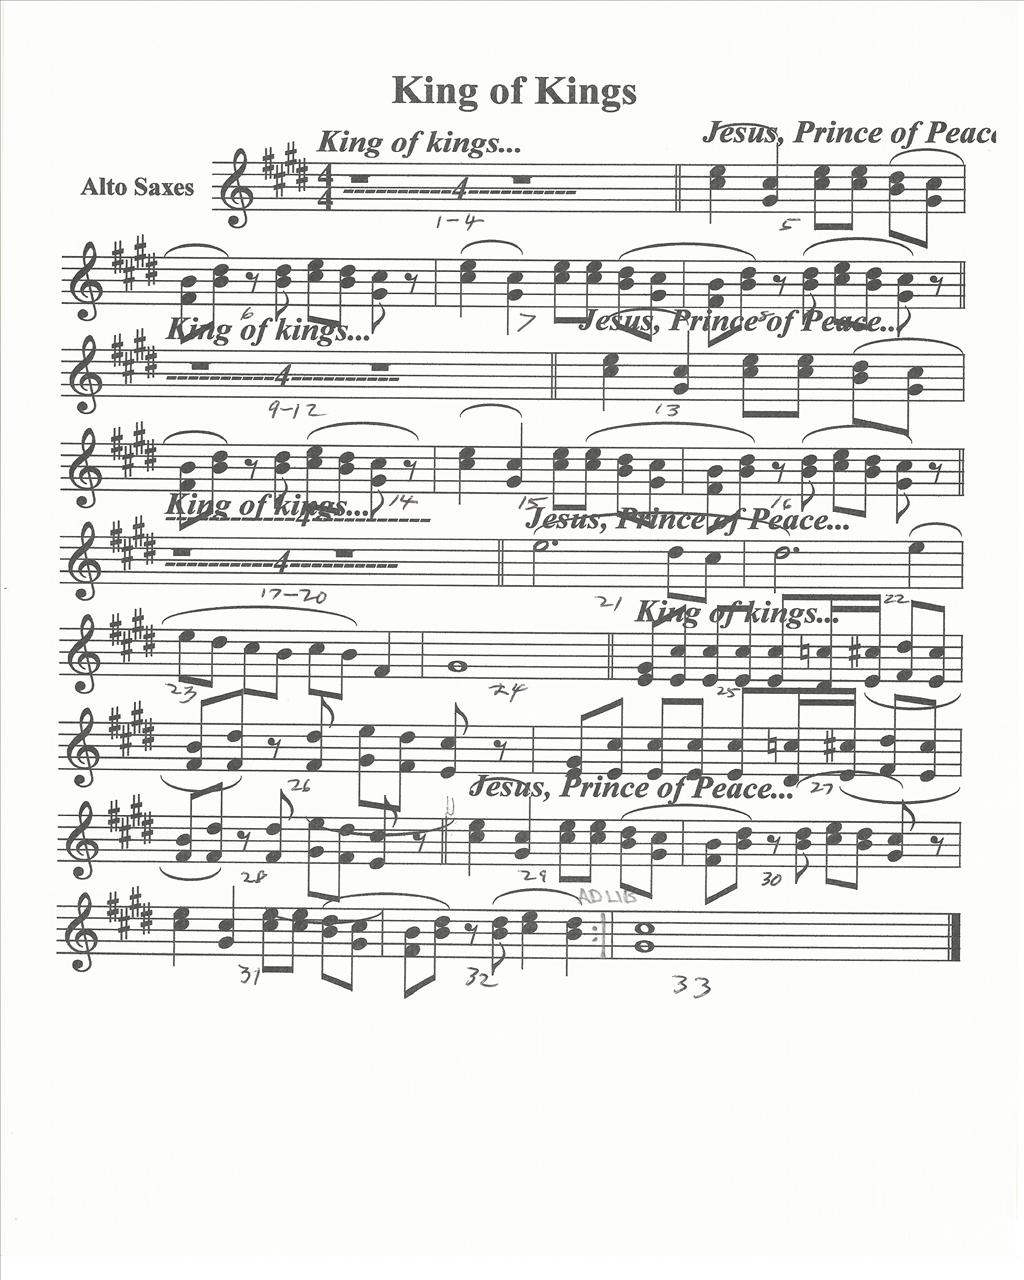 King of Kings
King of kings...
Jesus, Prince of Peac
Alto Saxes
4
1-4
5
6
7
King of kings...
Jesus, Prince of Peace...
4
9-12
13
14
15
16
King of kings...
Jesus, Prince of Peace...
4
17-20
21
22
King of kings...
23
24
25
26
27
Jesus, Prince of Peace...
28
29
30
AD LIB
31
32
33